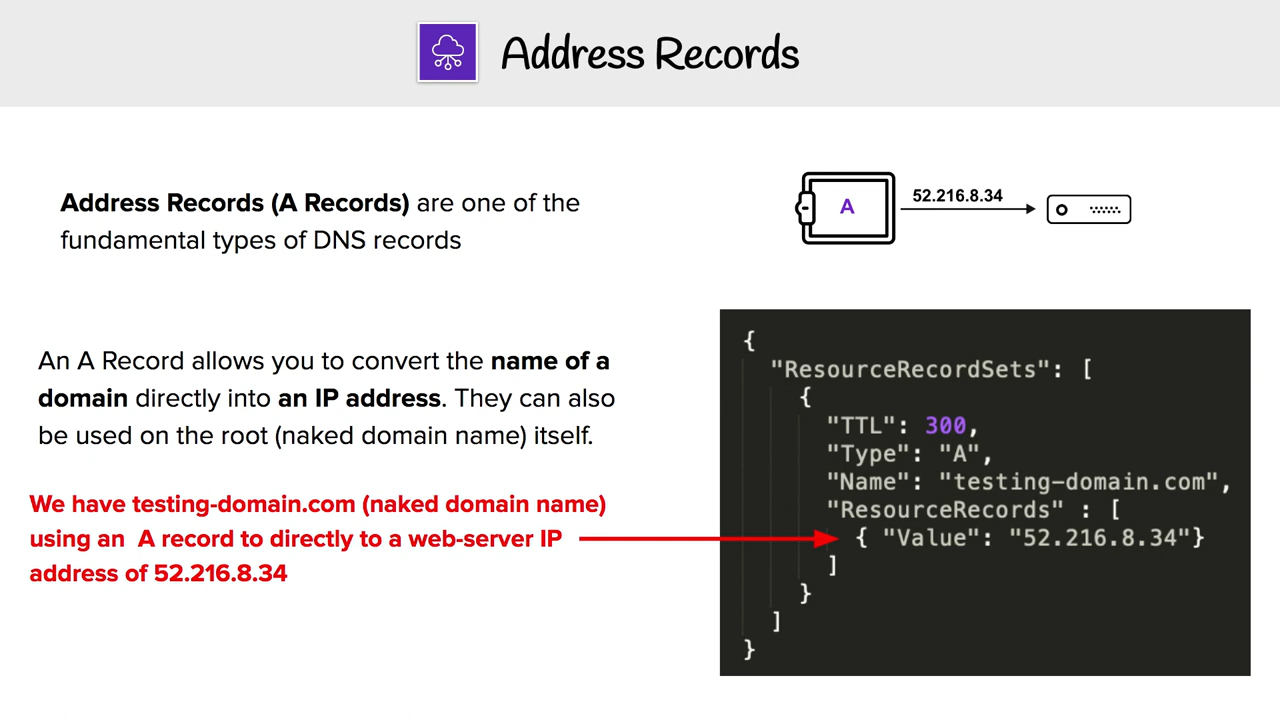 Address Records
Address Records (A Records) are one of the
fundamental types of DNS records
A
52.216.8.34
An A Record allows you to convert the name of a
domain directly into an IP address. They can also
be used on the root (naked domain name) itself.
We have testing-domain.com (naked domain name)
using an  A record to directly to a web-server IP
address of 52.216.8.34
{
"ResourceRecordSets": [
{
"TTL": 300,
"Type": "A",
"Name": "testing-domain.com",
"ResourceRecords" : [
{ "Value": "52.216.8.34"}
]
}
]
}